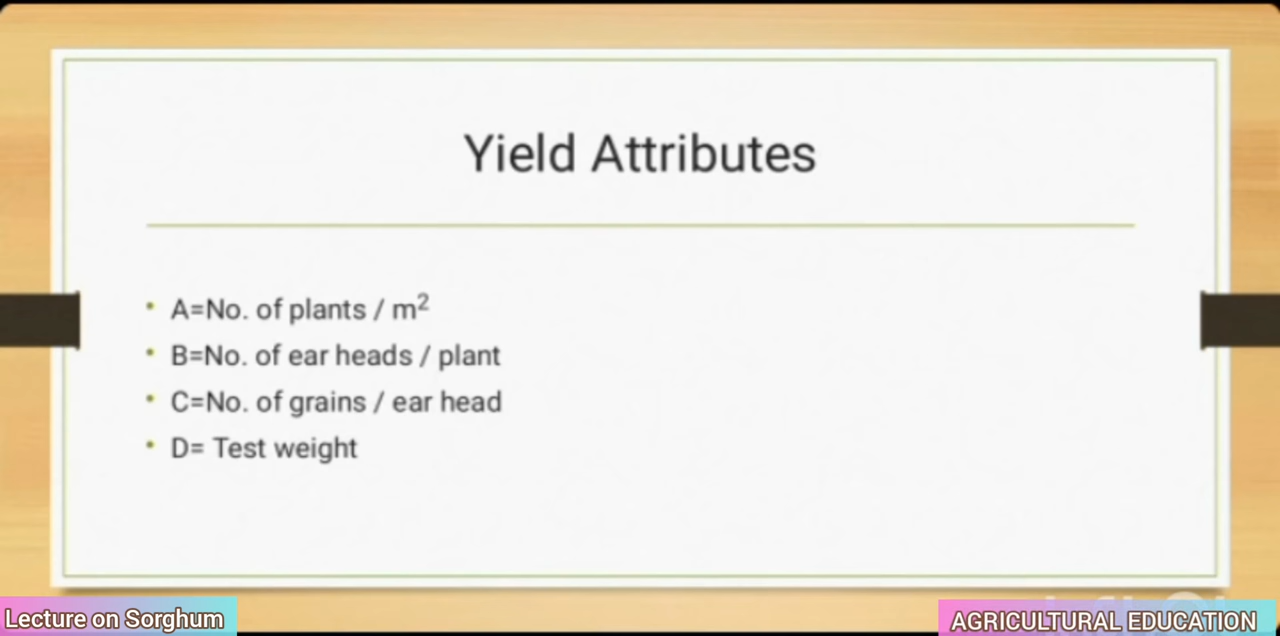 Yield Attributes
• A=No. of plants / m²
• B=No. of ear heads / plant
• C=No. of grains / ear head
• D= Test weight
Lecture on Sorghum
AGRICULTURAL EDUCATION